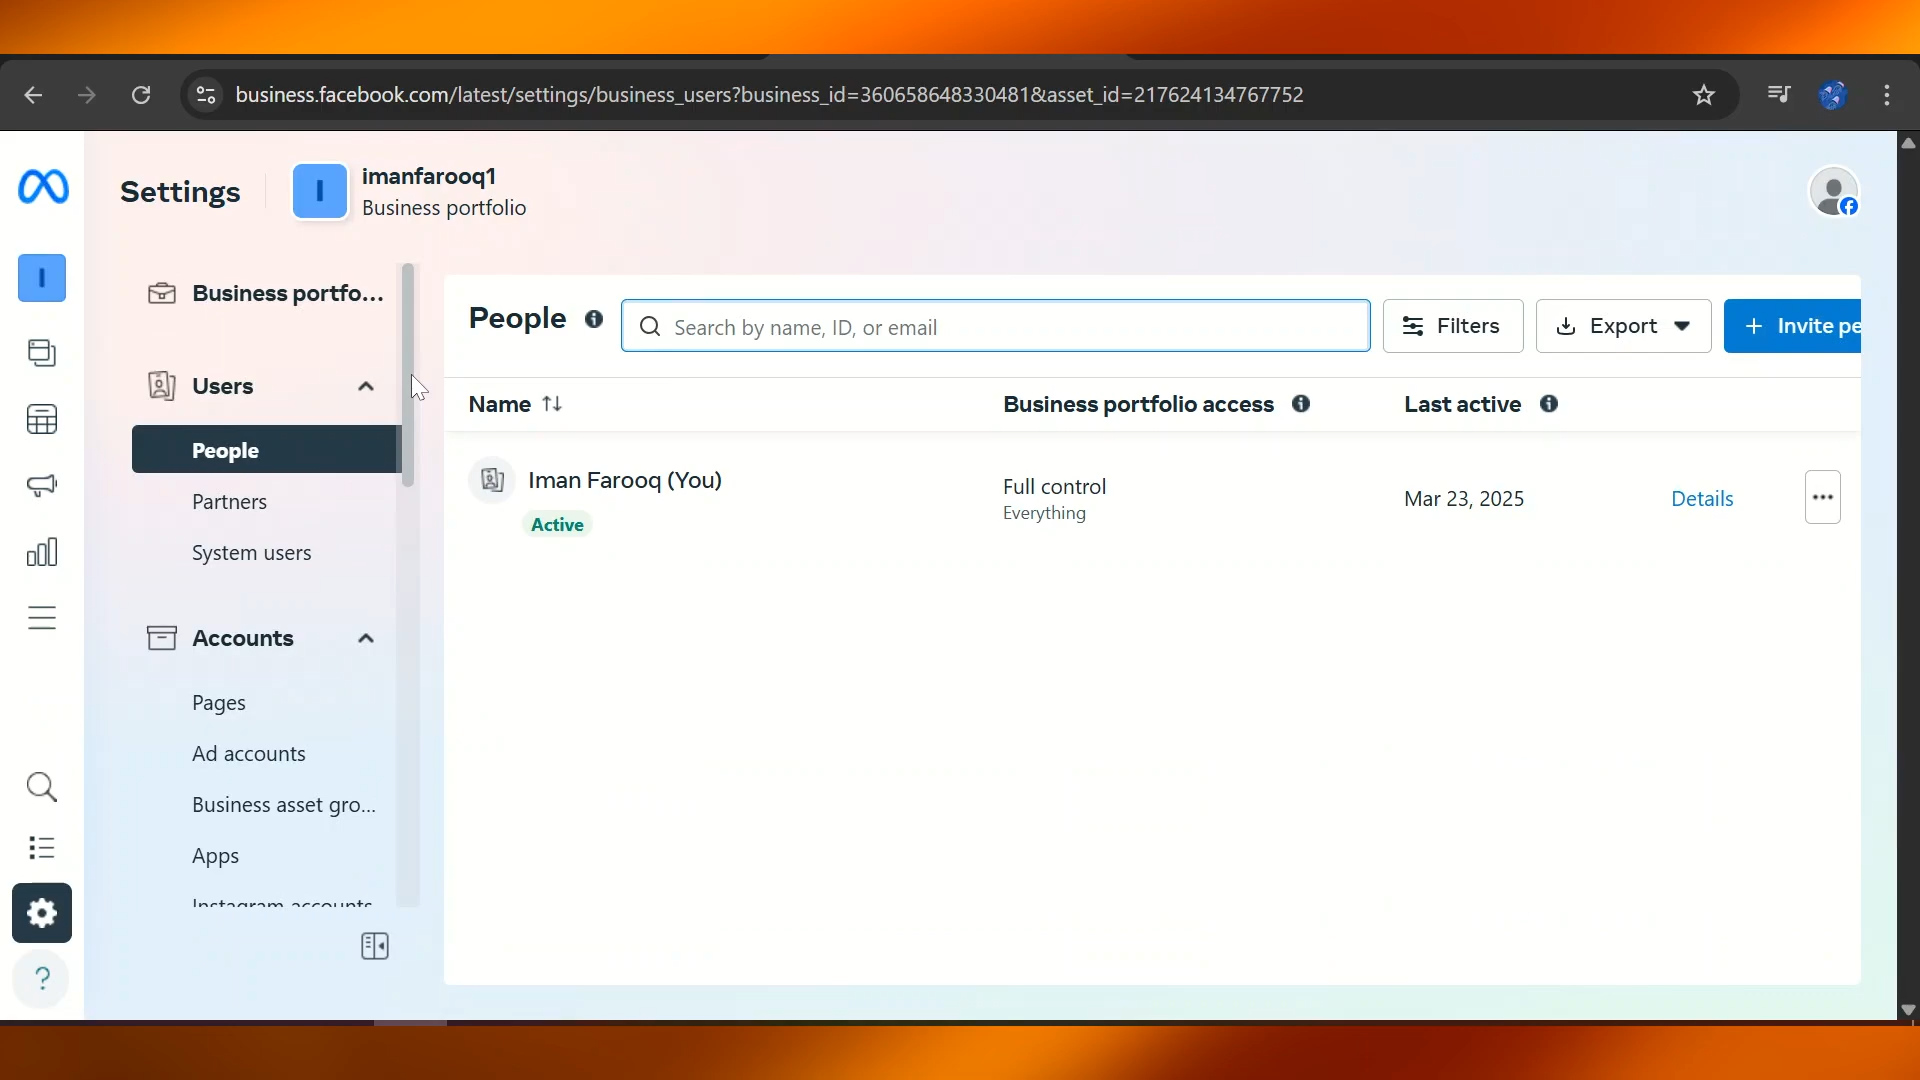 business.facebook.com/latest/settings/business_users?business_id=360658648330481&asset_id=217624134767752
Settings
I
imanfarooq1
Business portfolio
I
Business portfo...
Users
People
Partners
System users
Accounts
Pages
Ad accounts
Business asset gro...
Apps
Instagram accounts
People
Search by name, ID, or email
Filters
Export
+ Invite pe
Name
Business portfolio access
Last active
Iman Farooq (You)
Active
Full control
Everything
Mar 23, 2025
Details
?